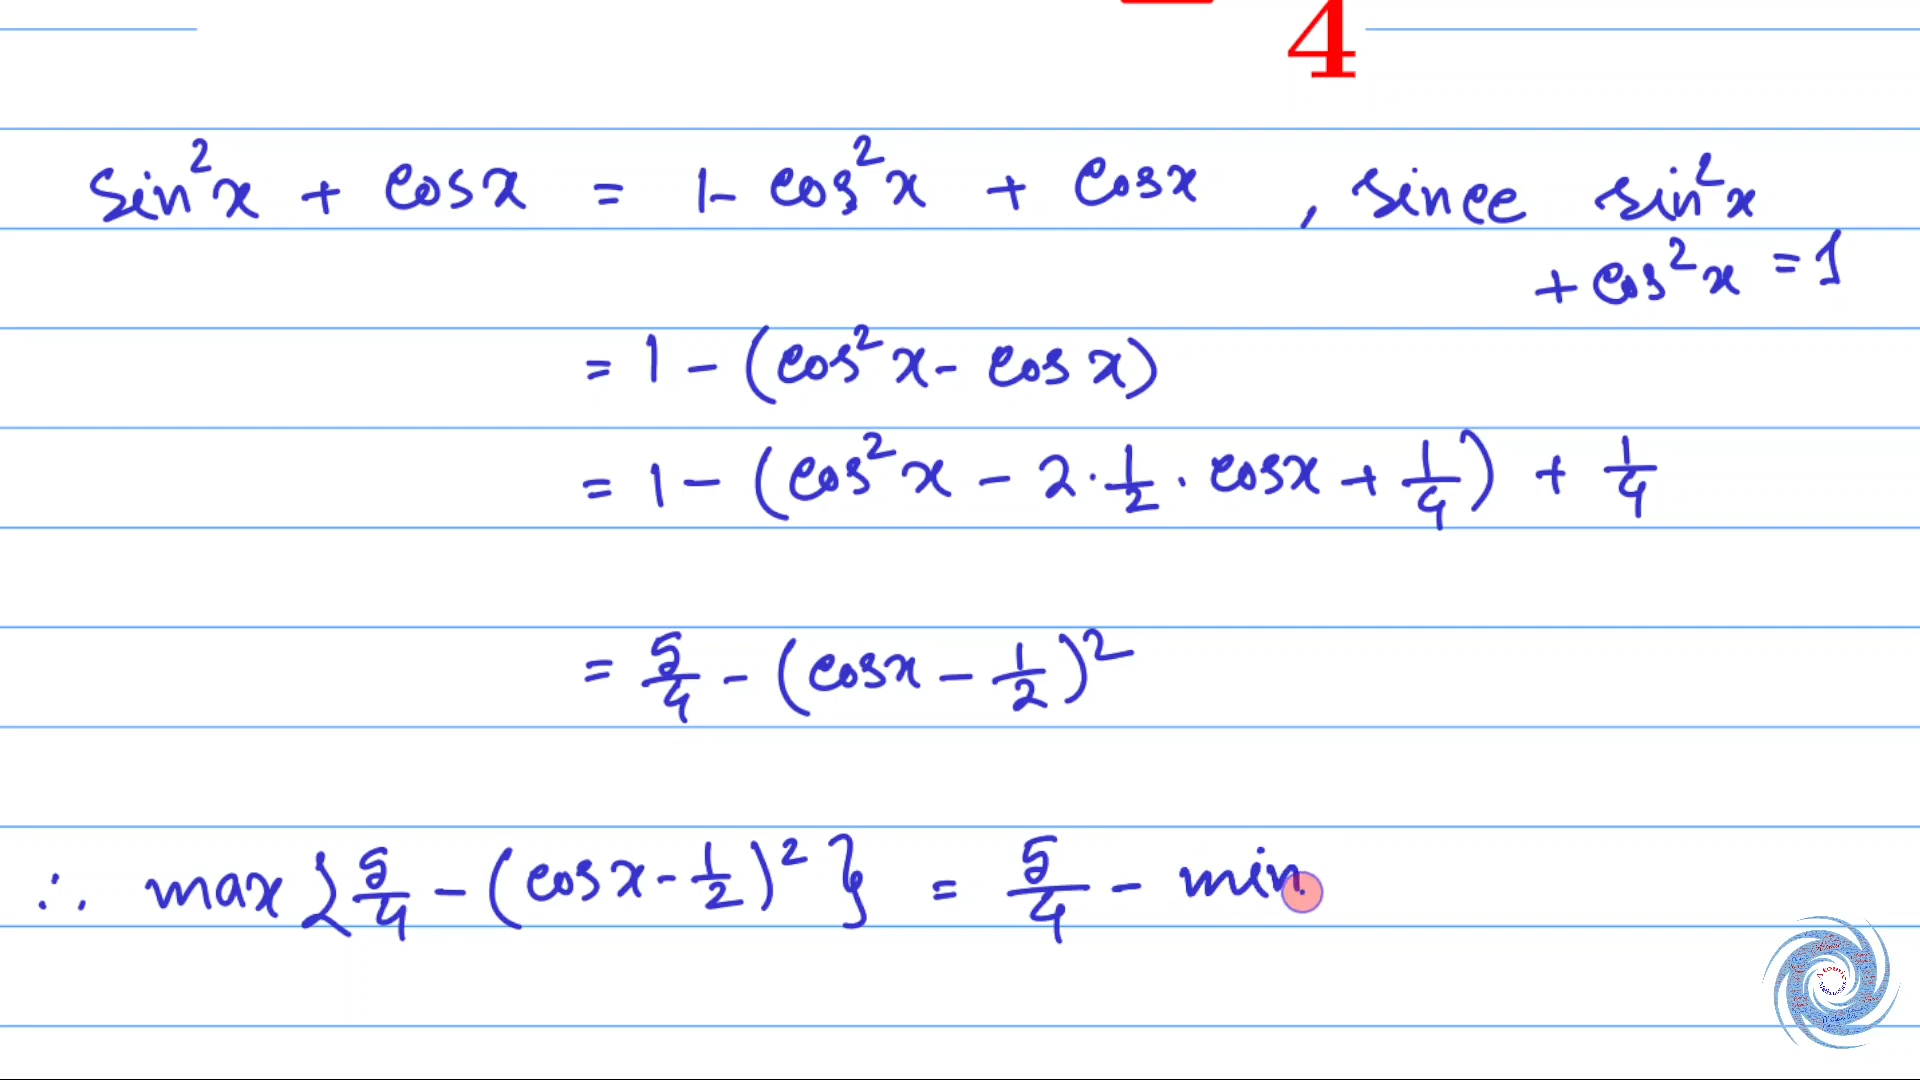 4
sin²x + cosx = 1 - cos²x + cosx , since sin²x
+ cos²x = 1
= 1 - (cos²x - cos x)
= 1 - (cos²x - 2·1/2·cosx + 1/4) + 1/4
= 5/4 - (cosx - 1/2)²
∴ max {5/4 - (cosx - 1/2)²} = 5/4 - min